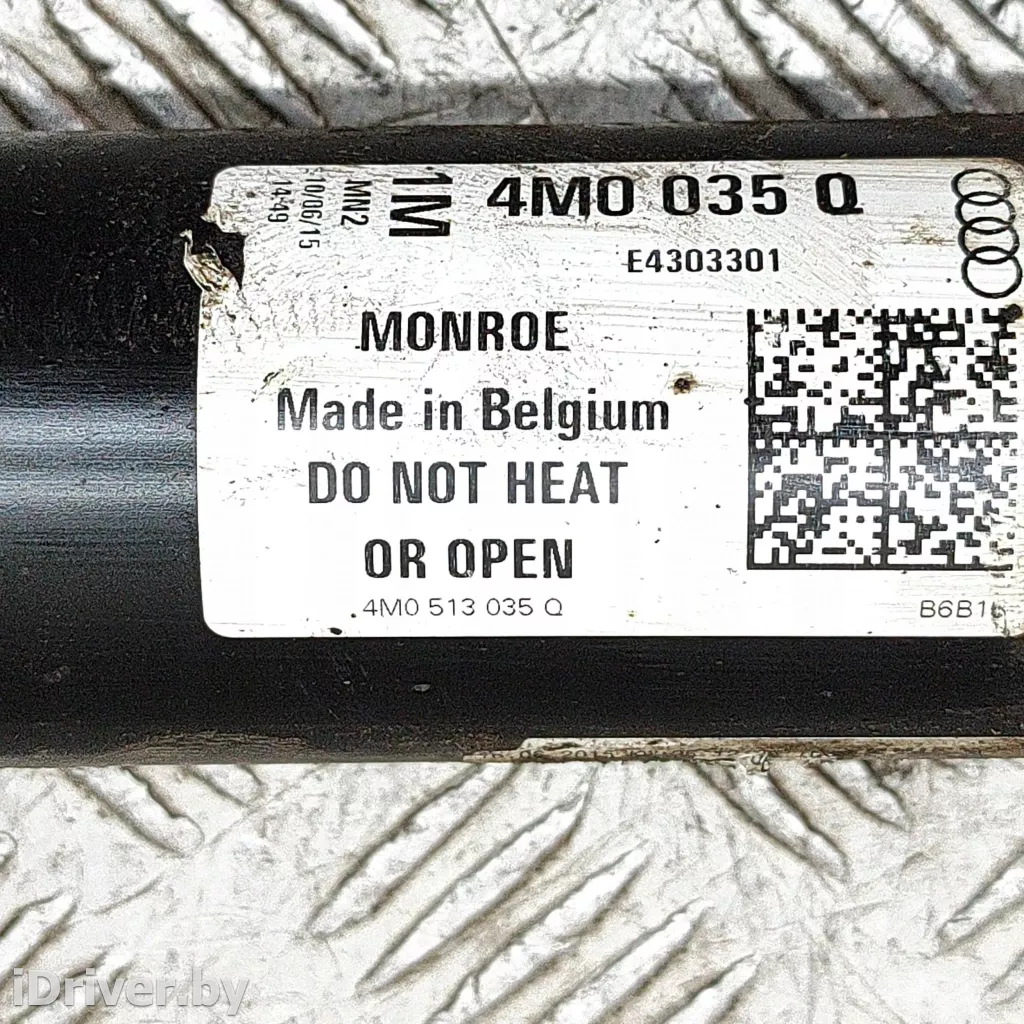 1M 4M0 035 Q
MN2
10/06/15
14:49
E4303301
MONROE
Made in Belgium
DO NOT HEAT
OR OPEN
4M0 513 035 Q
iDriver.by